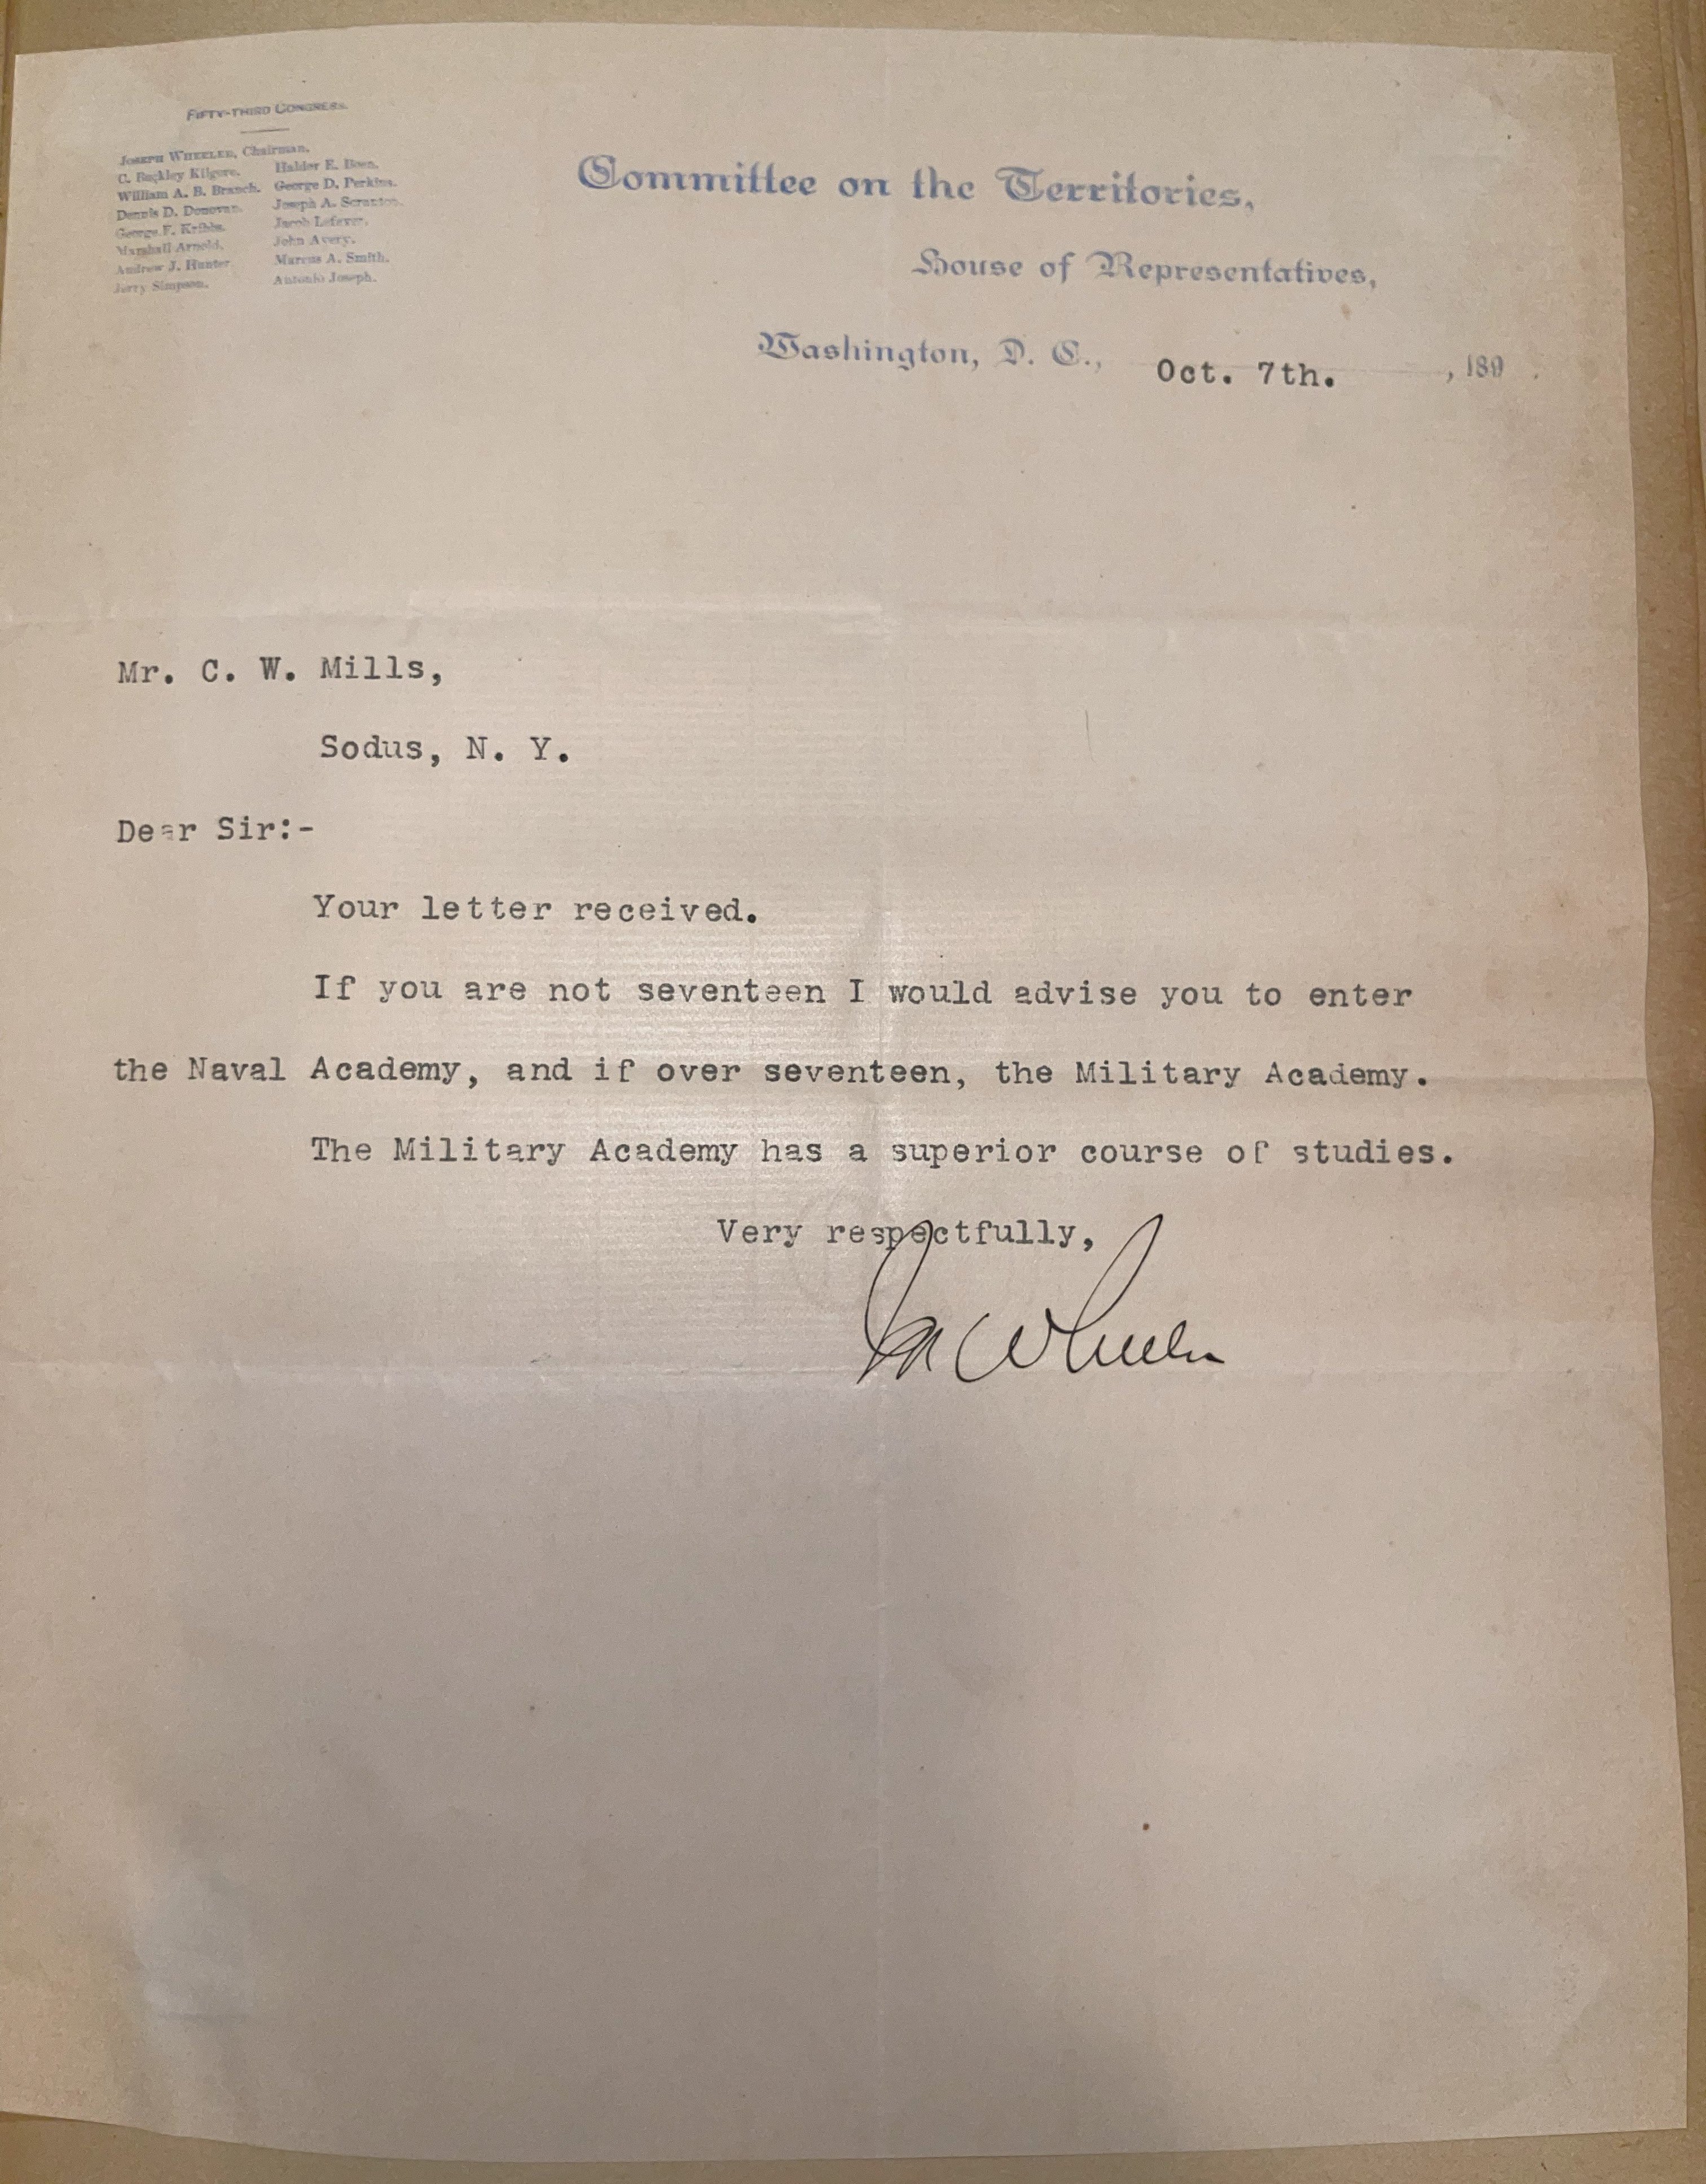 FIFTY-THIRD CONGRESS.
JOSEPH WHEELER, Chairman.
C. Buckley Kilgore.
William A. B. Branch.
Dennis D. Donovan.
George F. Kribbs.
Marshall Arnold.
Andrew J. Hunter.
Jerry Simpson.
Halder E. Boen.
George D. Perkins.
Joseph A. Scranton.
Jacob Lefever.
John Avery.
Marcus A. Smith.
Antonio Joseph.
Committee on the Territories,
House of Representatives,
Washington, D. C., Oct. 7th. , 189 .
Mr. C. W. Mills,
Sodus, N. Y.
Dear Sir:-
Your letter received.
If you are not seventeen I would advise you to enter
the Naval Academy, and if over seventeen, the Military Academy.
The Military Academy has a superior course of studies.
Very respectfully,
Jos Wheeler